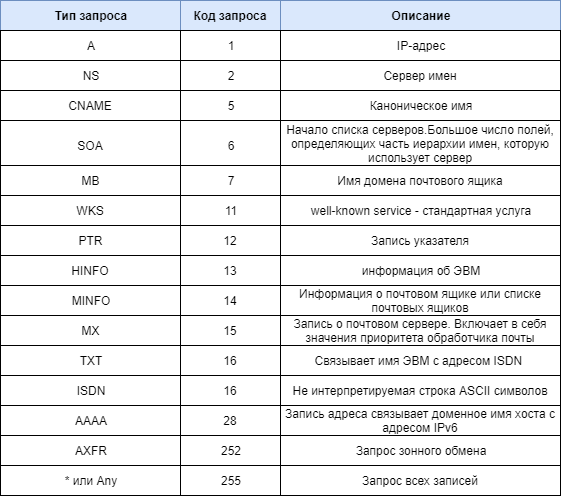 Тип запроса Код запроса Описание
A 1 IP-адрес
NS 2 Сервер имен
CNAME 5 Каноническое имя
SOA 6 Начало списка серверов.Большое число полей,
определяющих часть иерархии имен, которую
использует сервер
MB 7 Имя домена почтового ящика
WKS 11 well-known service - стандартная услуга
PTR 12 Запись указателя
HINFO 13 информация об ЭВМ
MINFO 14 Информация о почтовом ящике или списке
почтовых ящиков
MX 15 Запись о почтовом сервере. Включает в себя
значения приоритета обработчика почты
TXT 16 Связывает имя ЭВМ с адресом ISDN
ISDN 16 Не интерпретируемая строка ASCII символов
AAAA 28 Запись адреса связывает доменное имя хоста с
адресом IPv6
AXFR 252 Запрос зонного обмена
* или Any 255 Запрос всех записей